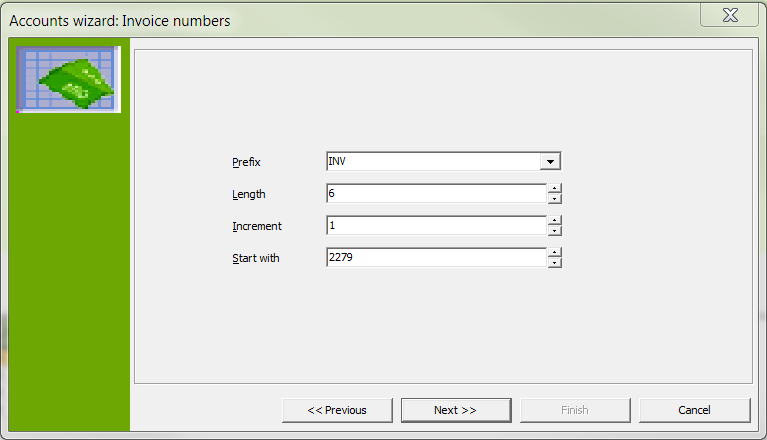 Accounts wizard: Invoice numbers
Prefix INV
Length 6
Increment 1
Start with 2279
<< Previous Next >> Finish Cancel